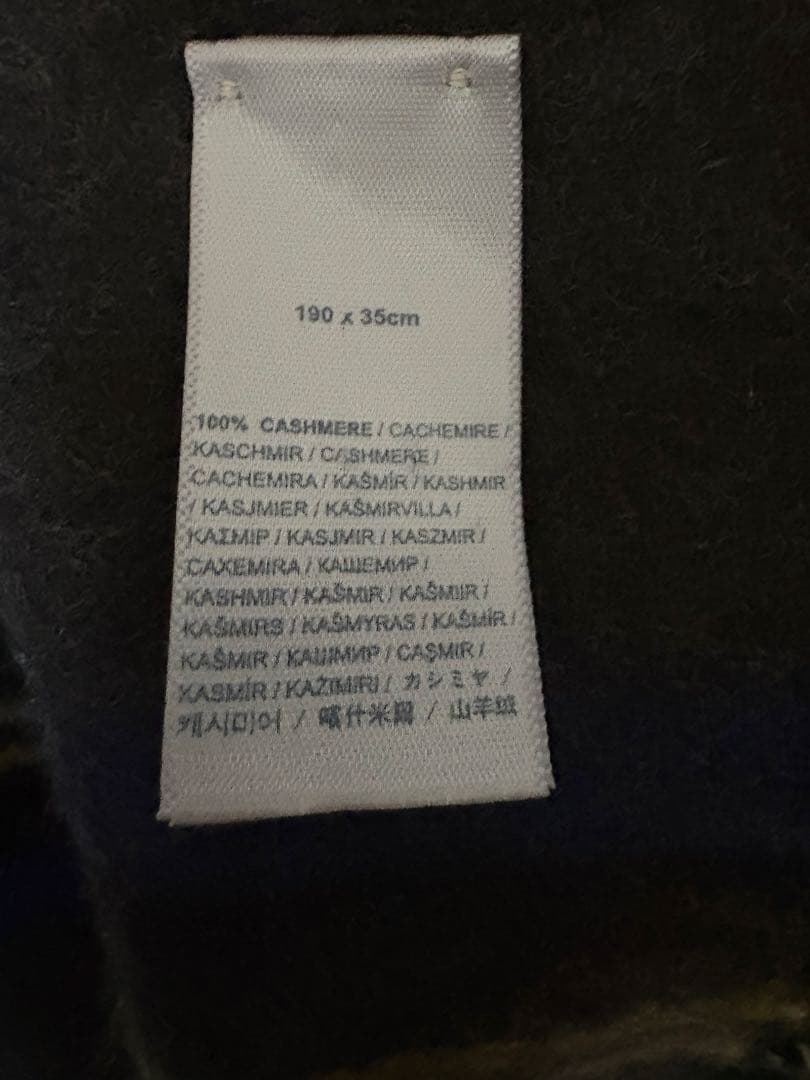 190 x 35cm
100% CASHMERE / CACHEMIRE /
KASCHMIR / CASHMERE /
CACHEMIRA / KAŠMÍR / KASHMIR
/ KASJMIER / KAŠMIRVILLA /
ΚΑΣΜΙΡ / KASJMIR / KASZMIR /
CAXEMIRA / КАШЕМИР /
KASHMIR / KAŠMIR / KAŠMIIR /
KAŠMIRS / KAŠMYRAS / KAŠMÍR /
KAŠMIR / КАШМИР / CAŞMIR /
KASMÍR / KAŻIMIRI / カシミヤ /
캐시미어 / 喀什米爾 / 山羊绒